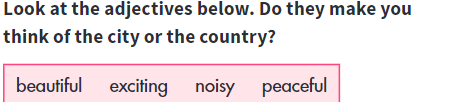 Look at the adjectives below. Do they make you
think of the city or the country?
beautiful exciting noisy peaceful